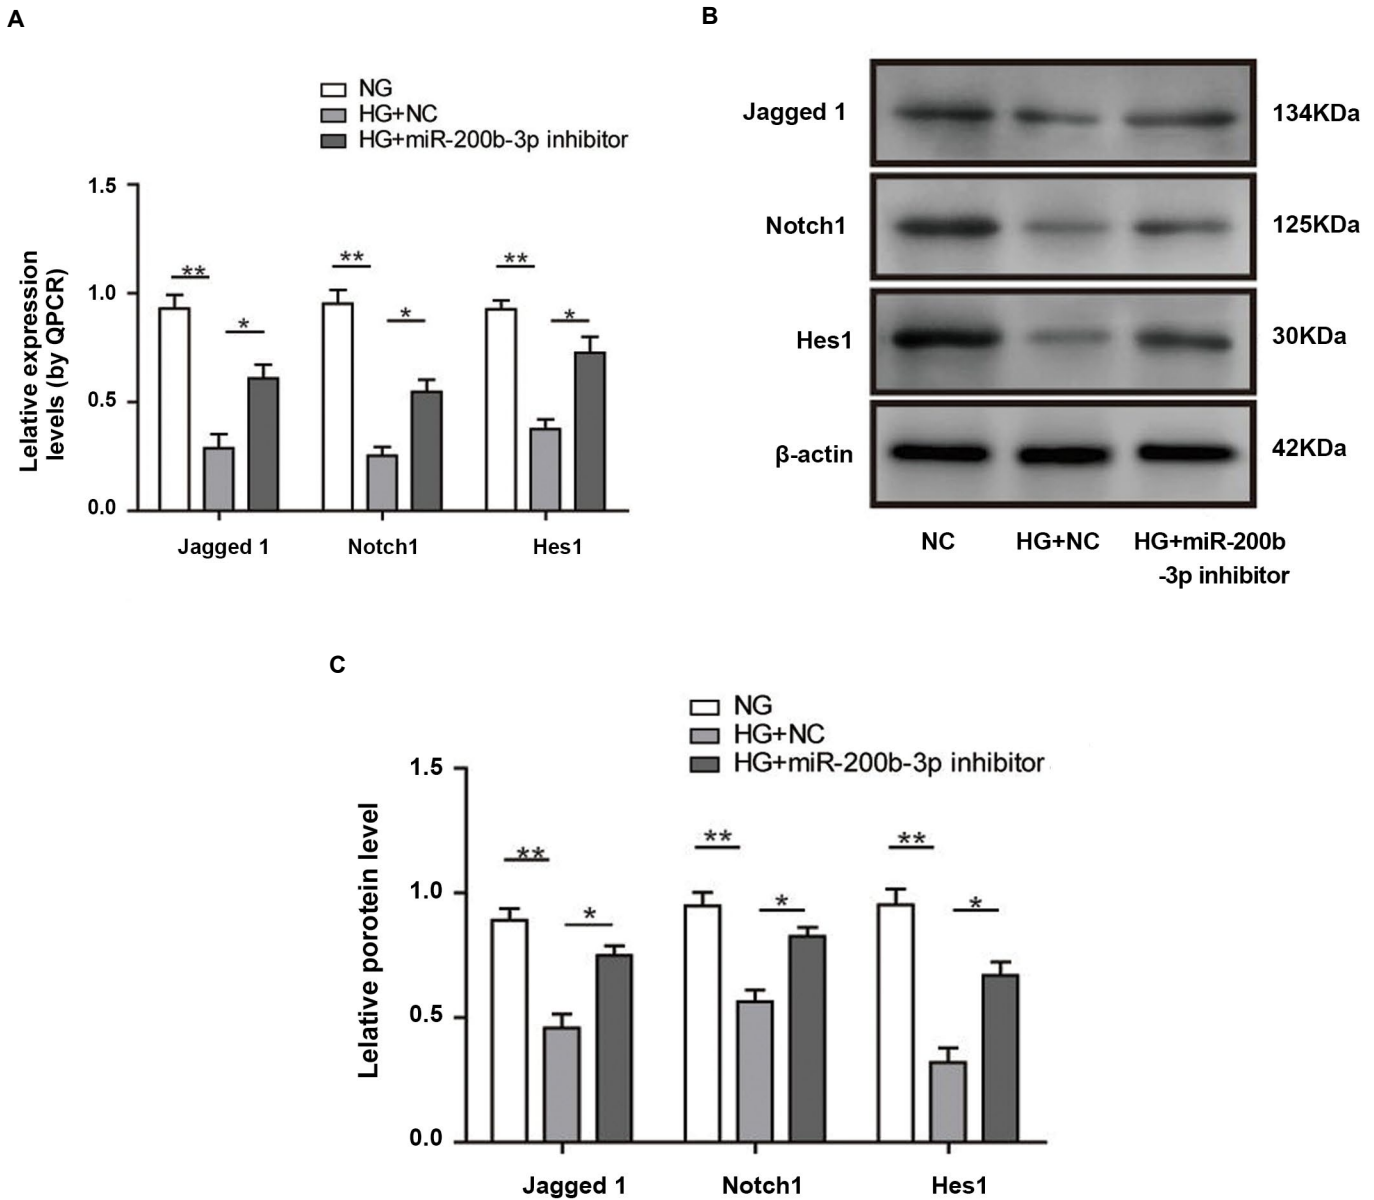 A
NG
HG+NC
HG+miR-200b-3p inhibitor
Lelative expression
levels (by QPCR)
1.5
1.0
0.5
0.0
**
*
**
*
**
*
Jagged 1
Notch1
Hes1
B
Jagged 1
134KDa
Notch1
125KDa
Hes1
30KDa
β-actin
42KDa
NC
HG+NC
HG+miR-200b
-3p inhibitor
C
NG
HG+NC
HG+miR-200b-3p inhibitor
Lelative porotein level
1.5
1.0
0.5
0.0
**
*
**
*
**
*
Jagged 1
Notch1
Hes1